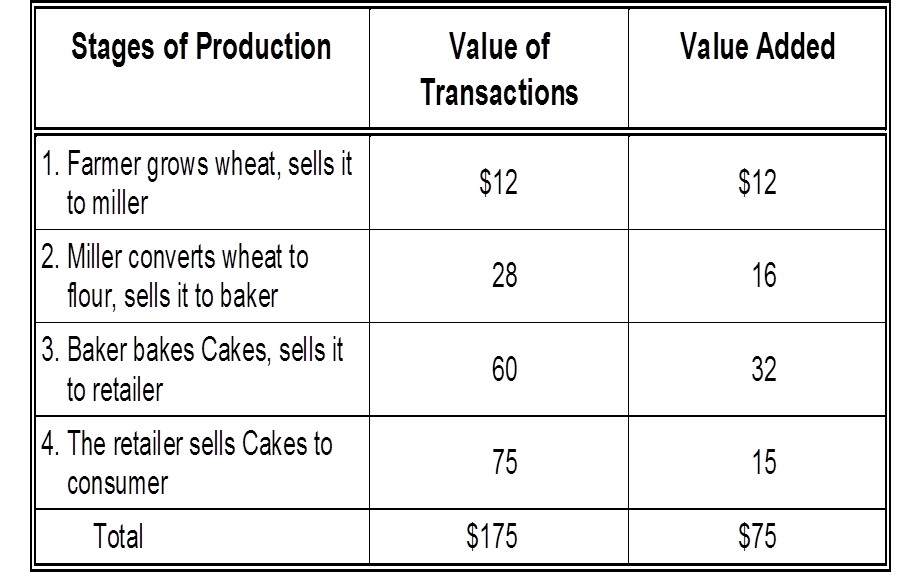 Stages of Production
Value of
Transactions
Value Added
1. Farmer grows wheat, sells it
to miller
$12
$12
2. Miller converts wheat to
flour, sells it to baker
28
16
3. Baker bakes Cakes, sells it
to retailer
60
32
4. The retailer sells Cakes to
consumer
75
15
Total
$175
$75